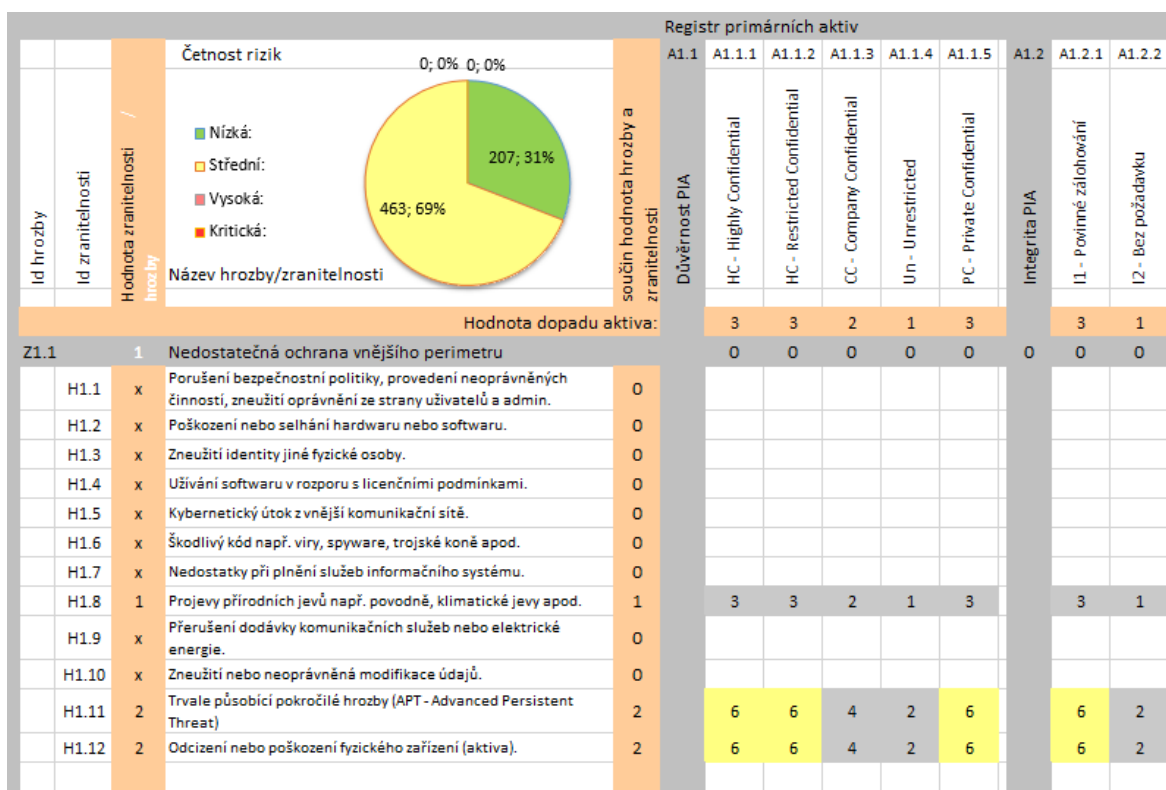 Registr primárních aktiv
Četnost rizik
0; 0% 0; 0%
207; 31%
463; 69%
Nízká:
Střední:
Vysoká:
Kritická:
Id hrozby
Id zranitelnosti
Hodnota zranitelnosti /
hrozby
Název hrozby/zranitelnosti
součin hodnota hrozby a
zranitelnosti
A1.1 A1.1.1 A1.1.2 A1.1.3 A1.1.4 A1.1.5 A1.2 A1.2.1 A1.2.2
Důvěrnost PIA
HC - Highly Confidential
HC - Restricted Confidential
CC - Company Confidential
Un - Unrestricted
PC - Private Confidential
Integrita PIA
I1 - Povinné zálohování
I2 - Bez požadavku
Hodnota dopadu aktiva: 3 3 2 1 3 3 1
Z1.1 1 Nedostatečná ochrana vnějšího perimetru 0 0 0 0 0 0 0 0
H1.1 x Porušení bezpečnostní politiky, provedení neoprávněných
činností, zneužití oprávnění ze strany uživatelů a admin. 0
H1.2 x Poškození nebo selhání hardwaru nebo softwaru. 0
H1.3 x Zneužití identity jiné fyzické osoby. 0
H1.4 x Užívání softwaru v rozporu s licenčními podmínkami. 0
H1.5 x Kybernetický útok z vnější komunikační sítě. 0
H1.6 x Škodlivý kód např. viry, spyware, trojské koně apod. 0
H1.7 x Nedostatky při plnění služeb informačního systému. 0
H1.8 1 Projevy přírodních jevů např. povodně, klimatické jevy apod. 1 3 3 2 1 3 3 1
H1.9 x Přerušení dodávky komunikačních služeb nebo elektrické
energie. 0
H1.10 x Zneužití nebo neoprávněná modifikace údajů. 0
H1.11 2 Trvale působící pokročilé hrozby (APT - Advanced Persistent
Threat) 2 6 6 4 2 6 6 2
H1.12 2 Odcizení nebo poškození fyzického zařízení (aktiva). 2 6 6 4 2 6 6 2